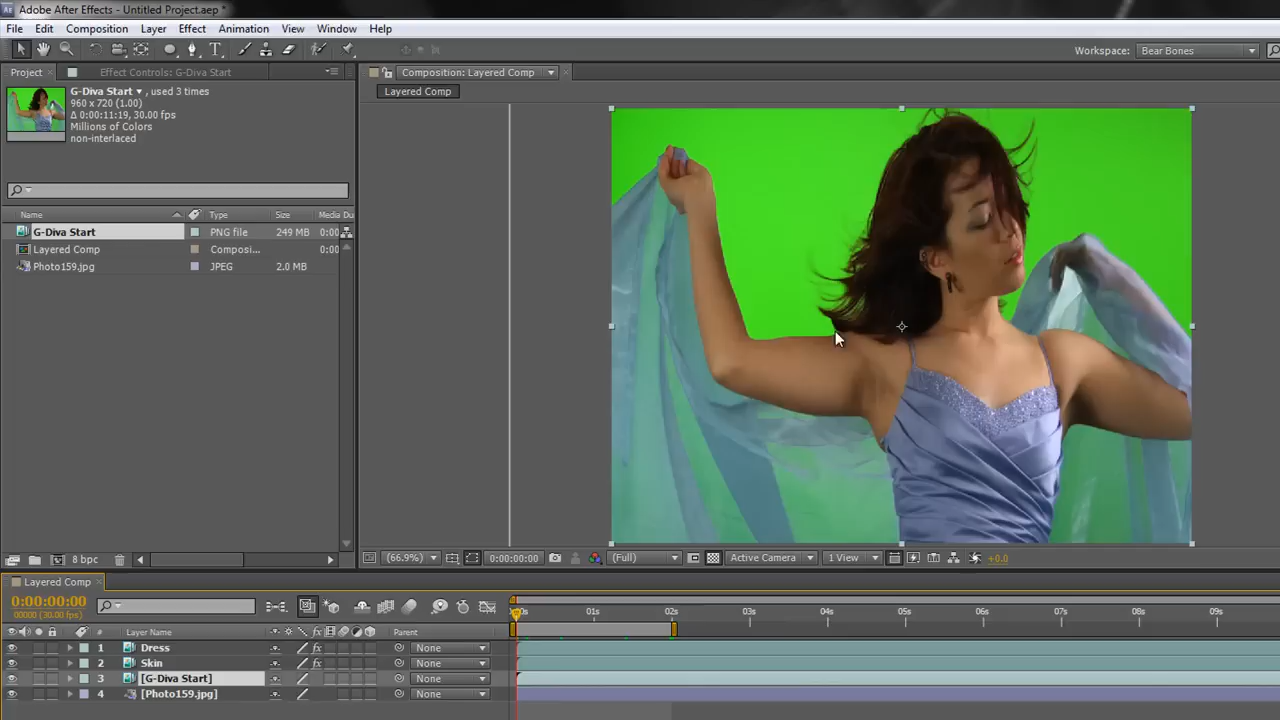 Adobe After Effects - Untitled Project.aep *
File Edit Composition Layer Effect Animation View Window Help
Workspace: Bear Bones
Project Effect Controls: G-Diva Start
Composition: Layered Comp
Layered Comp
G-Diva Start ▾ , used 3 times
960 x 720 (1.00)
Δ 0:00:11:19, 30.00 fps
Millions of Colors
non-interlaced
Name Type Size Media Du
G-Diva Start PNG file 249 MB 0:00
Layered Comp Composi... 0:00
Photo159.jpg JPEG 2.0 MB
8 bpc
(66.9%) 0:00:00:00 (Full) Active Camera 1 View +0.0
Layered Comp
0:00:00:00
00000 (30.00 fps)
01s 02s 03s 04s 05s 06s 07s 08s 09s
# Layer Name fx Parent
1 Dress fx None
2 Skin fx None
3 [G-Diva Start] None
4 [Photo159.jpg] None